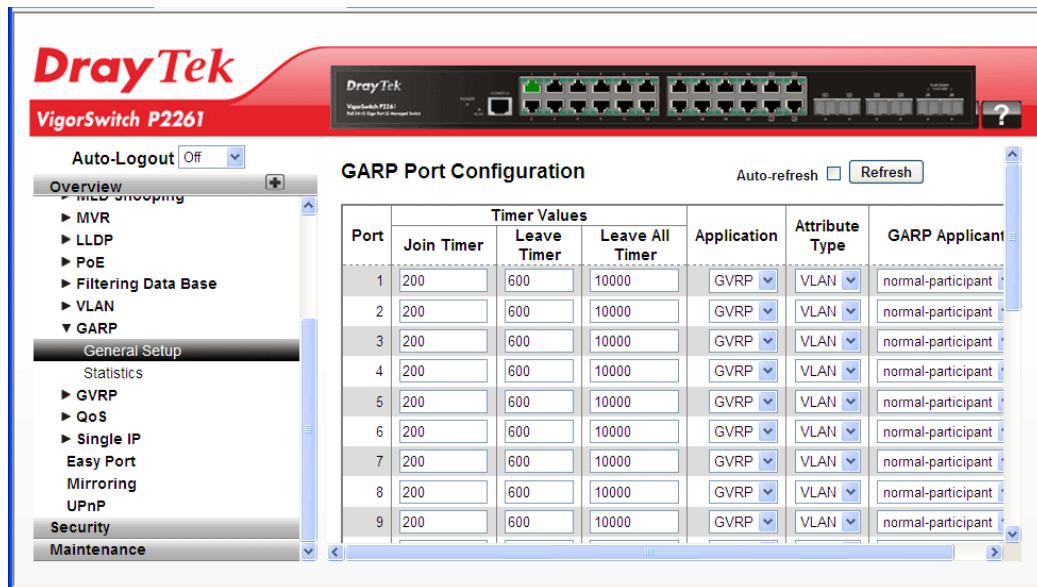 DrayTek
VigorSwitch P2261
DrayTek
VigorSwitch P2261
?
Auto-Logout Off
Overview
MLD Snooping
MVR
LLDP
PoE
Filtering Data Base
VLAN
GARP
General Setup
Statistics
GVRP
QoS
Single IP
Easy Port
Mirroring
UPnP
Security
Maintenance
GARP Port Configuration
Auto-refresh Refresh
Timer Values
Port Join Timer Leave Timer Leave All Timer Application Attribute Type GARP Applicant
1 200 600 10000 GVRP VLAN normal-participant
2 200 600 10000 GVRP VLAN normal-participant
3 200 600 10000 GVRP VLAN normal-participant
4 200 600 10000 GVRP VLAN normal-participant
5 200 600 10000 GVRP VLAN normal-participant
6 200 600 10000 GVRP VLAN normal-participant
7 200 600 10000 GVRP VLAN normal-participant
8 200 600 10000 GVRP VLAN normal-participant
9 200 600 10000 GVRP VLAN normal-participant